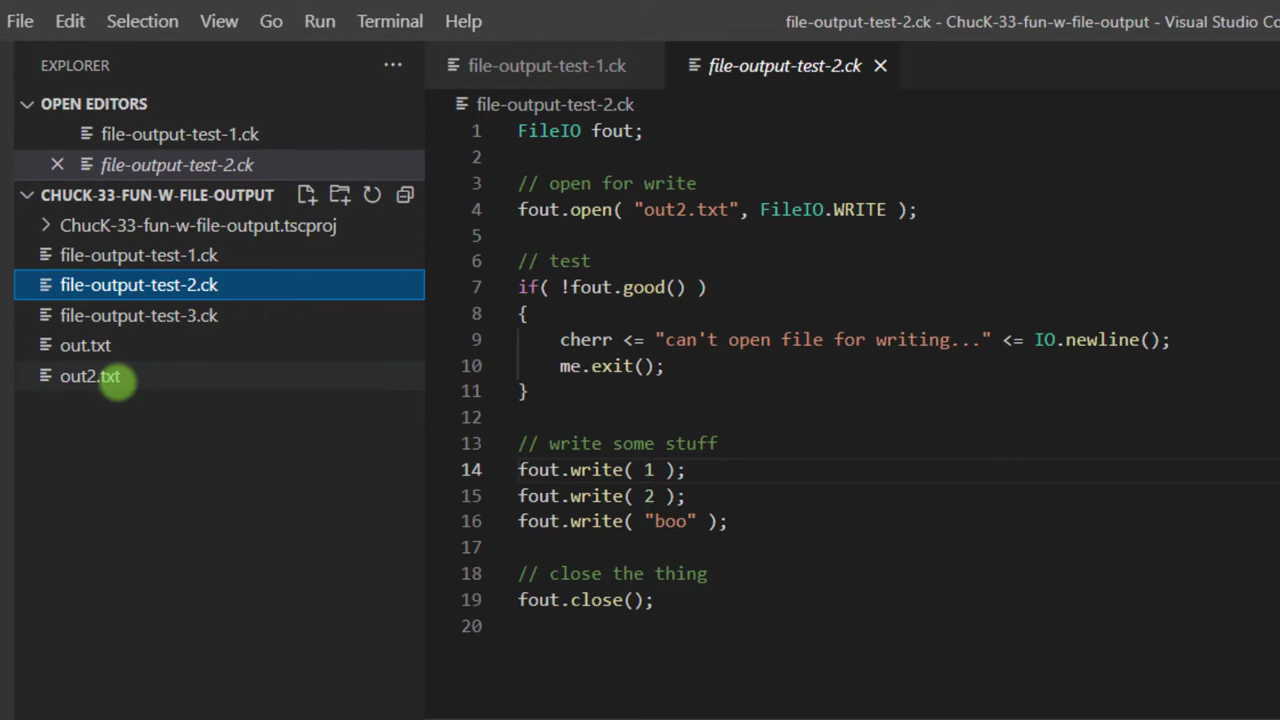 File Edit Selection View Go Run Terminal Help
file-output-test-2.ck - ChucK-33-fun-w-file-output - Visual Studio Co
EXPLORER ...
OPEN EDITORS
file-output-test-1.ck
file-output-test-2.ck
CHUCK-33-FUN-W-FILE-OUTPUT
ChucK-33-fun-w-file-output.tscproj
file-output-test-1.ck
file-output-test-2.ck
file-output-test-3.ck
out.txt
out2.txt
file-output-test-1.ck file-output-test-2.ck
file-output-test-2.ck
1 FileIO fout;
2
3 // open for write
4 fout.open( "out2.txt", FileIO.WRITE );
5
6 // test
7 if( !fout.good() )
8 {
9 cherr <= "can't open file for writing..." <= IO.newline();
10 me.exit();
11 }
12
13 // write some stuff
14 fout.write( 1 );
15 fout.write( 2 );
16 fout.write( "boo" );
17
18 // close the thing
19 fout.close();
20